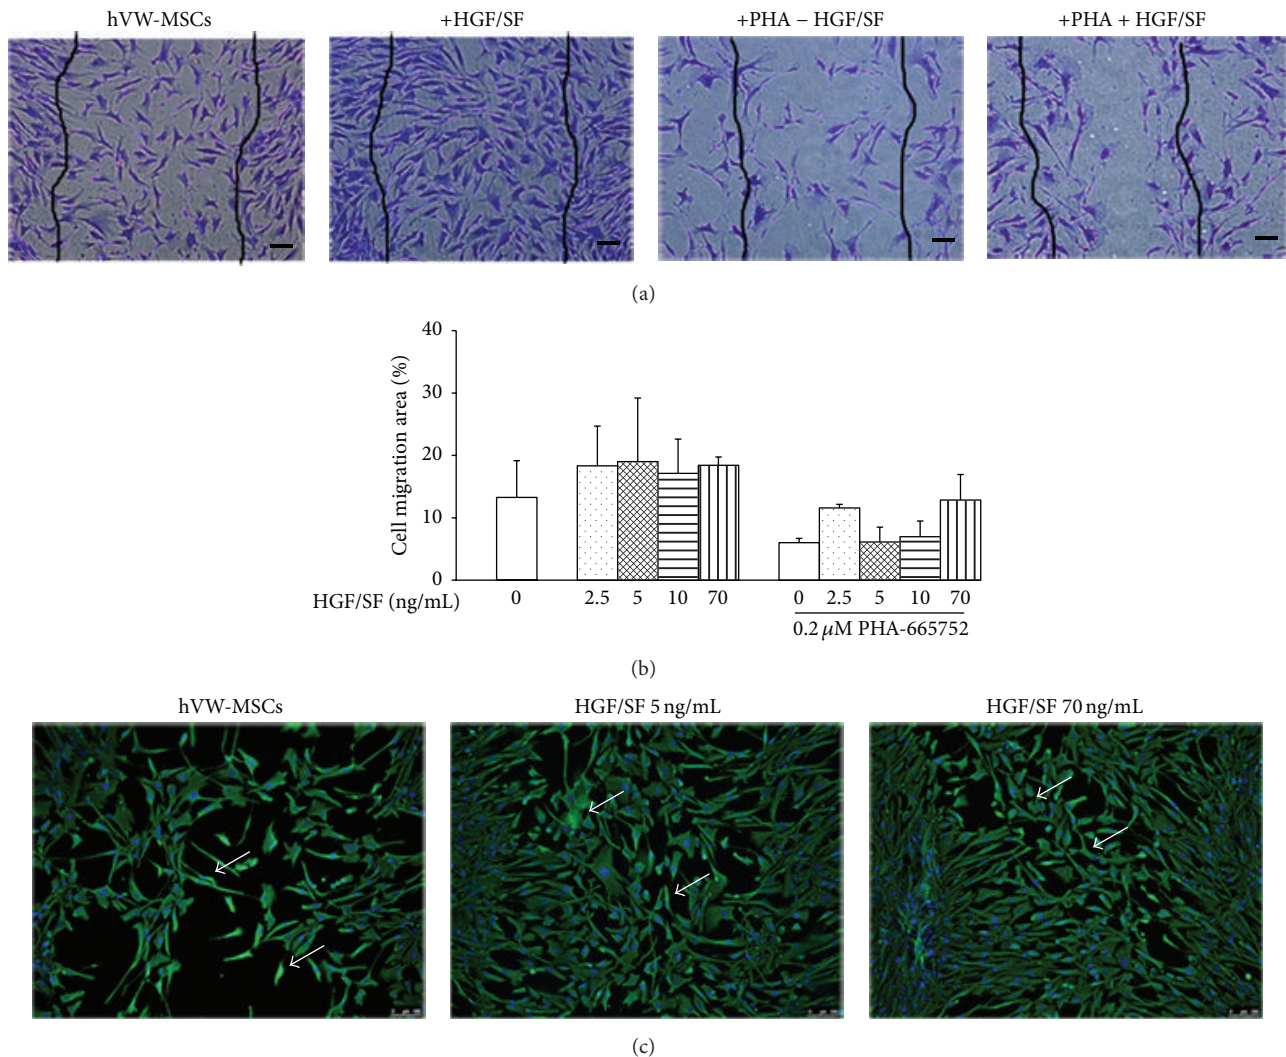 hVW-MSCs
+HGF/SF
+PHA − HGF/SF
+PHA + HGF/SF
(a)
Cell migration area (%)
40
30
20
10
0
HGF/SF (ng/mL)
0 2.5 5 10 70 0 2.5 5 10 70
0.2 μM PHA-665752
(b)
hVW-MSCs
HGF/SF 5 ng/mL
HGF/SF 70 ng/mL
(c)